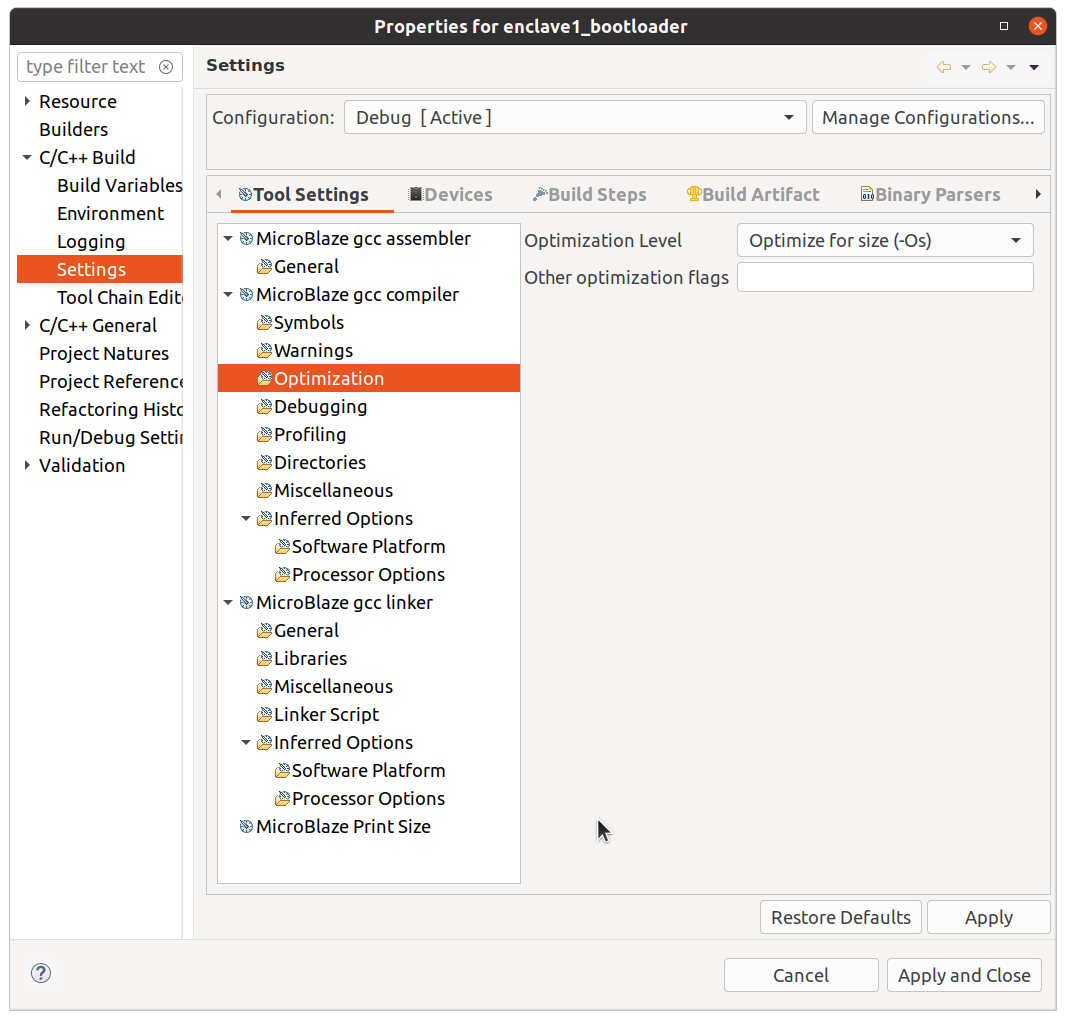 Properties for enclave1_bootloader
type filter text
Resource
Builders
C/C++ Build
Build Variables
Environment
Logging
Settings
Tool Chain Edit
C/C++ General
Project Natures
Project Reference
Refactoring Histo
Run/Debug Settin
Validation
Settings
Configuration: Debug [ Active ] Manage Configurations...
Tool Settings Devices Build Steps Build Artifact Binary Parsers
MicroBlaze gcc assembler
General
MicroBlaze gcc compiler
Symbols
Warnings
Optimization
Debugging
Profiling
Directories
Miscellaneous
Inferred Options
Software Platform
Processor Options
MicroBlaze gcc linker
General
Libraries
Miscellaneous
Linker Script
Inferred Options
Software Platform
Processor Options
MicroBlaze Print Size
Optimization Level Optimize for size (-Os)
Other optimization flags
Restore Defaults Apply
? Cancel Apply and Close